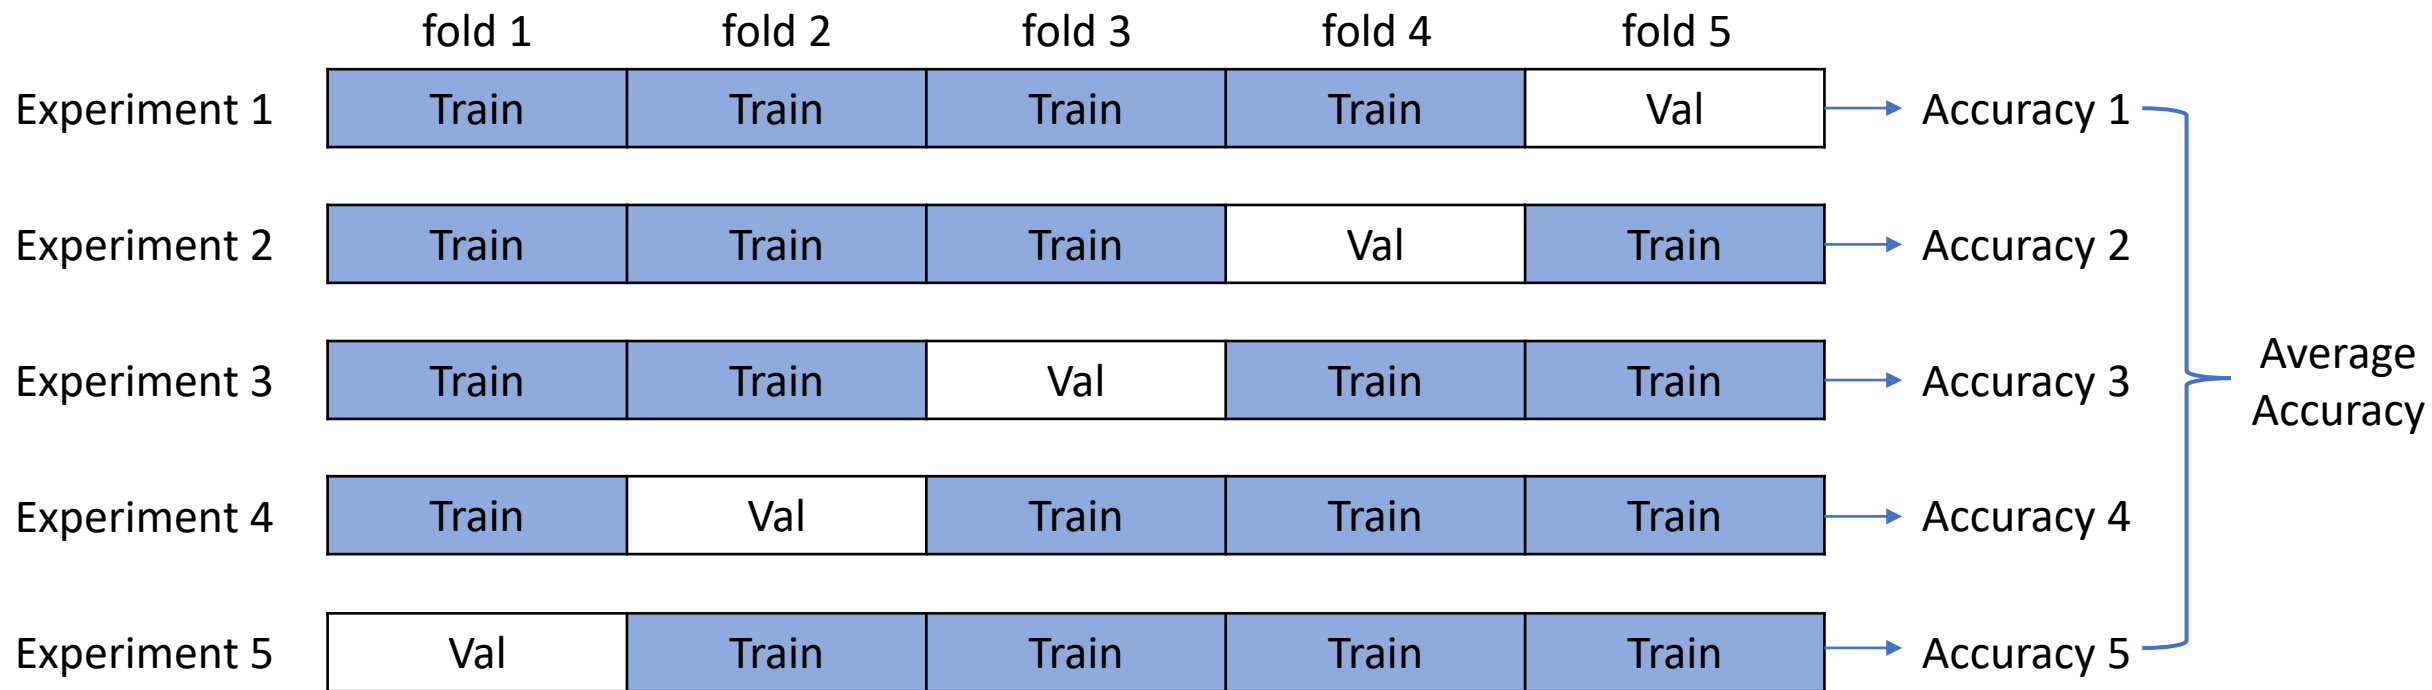 fold 1 fold 2 fold 3 fold 4 fold 5
Experiment 1 Train Train Train Train Val Accuracy 1
Experiment 2 Train Train Train Val Train Accuracy 2
Experiment 3 Train Train Val Train Train Accuracy 3
Average
Accuracy
Experiment 4 Train Val Train Train Train Accuracy 4
Experiment 5 Val Train Train Train Train Accuracy 5